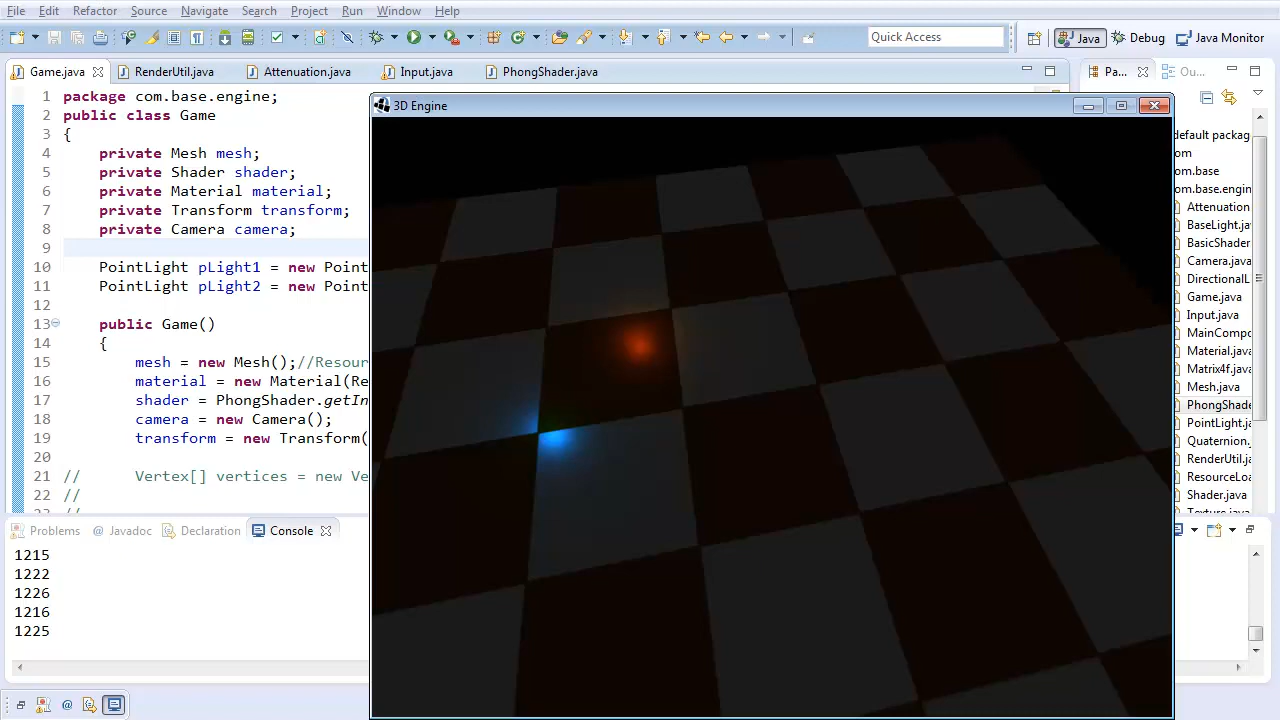 File Edit Source Navigate Search Project Run Window Help
Quick Access
Java Debug Java Monitor
Game.java RenderUtil.java Attenuation.java Input.java PhongShader.java
Pa... Ou...
3D Engine
1 package com.base.engine;
2 public class Game
3 {
4 private Mesh mesh;
5 private Shader shader;
6 private Material material;
7 private Transform transform;
8 private Camera camera;
9
10 PointLight pLight1 = new Point
11 PointLight pLight2 = new Point
12
13 public Game()
14 {
15 mesh = new Mesh();//Resour
16 material = new Material(Re
17 shader = PhongShader.getIn
18 camera = new Camera();
19 transform = new Transform(
20
21 // Vertex[] vertices = new Ve
22 //
default packag
om
om.base
om.base.engin
Attenuation
BaseLight.ja
BasicShader
Camera.java
DirectionalL
Game.java
Input.java
MainCompo
Material.java
Matrix4f.jav
Mesh.java
PhongShade
PointLight.j
Quaternion.
RenderUtil.j
ResourceLoa
Shader.java
Problems Javadoc Declaration Console
1215
1222
1226
1216
1225